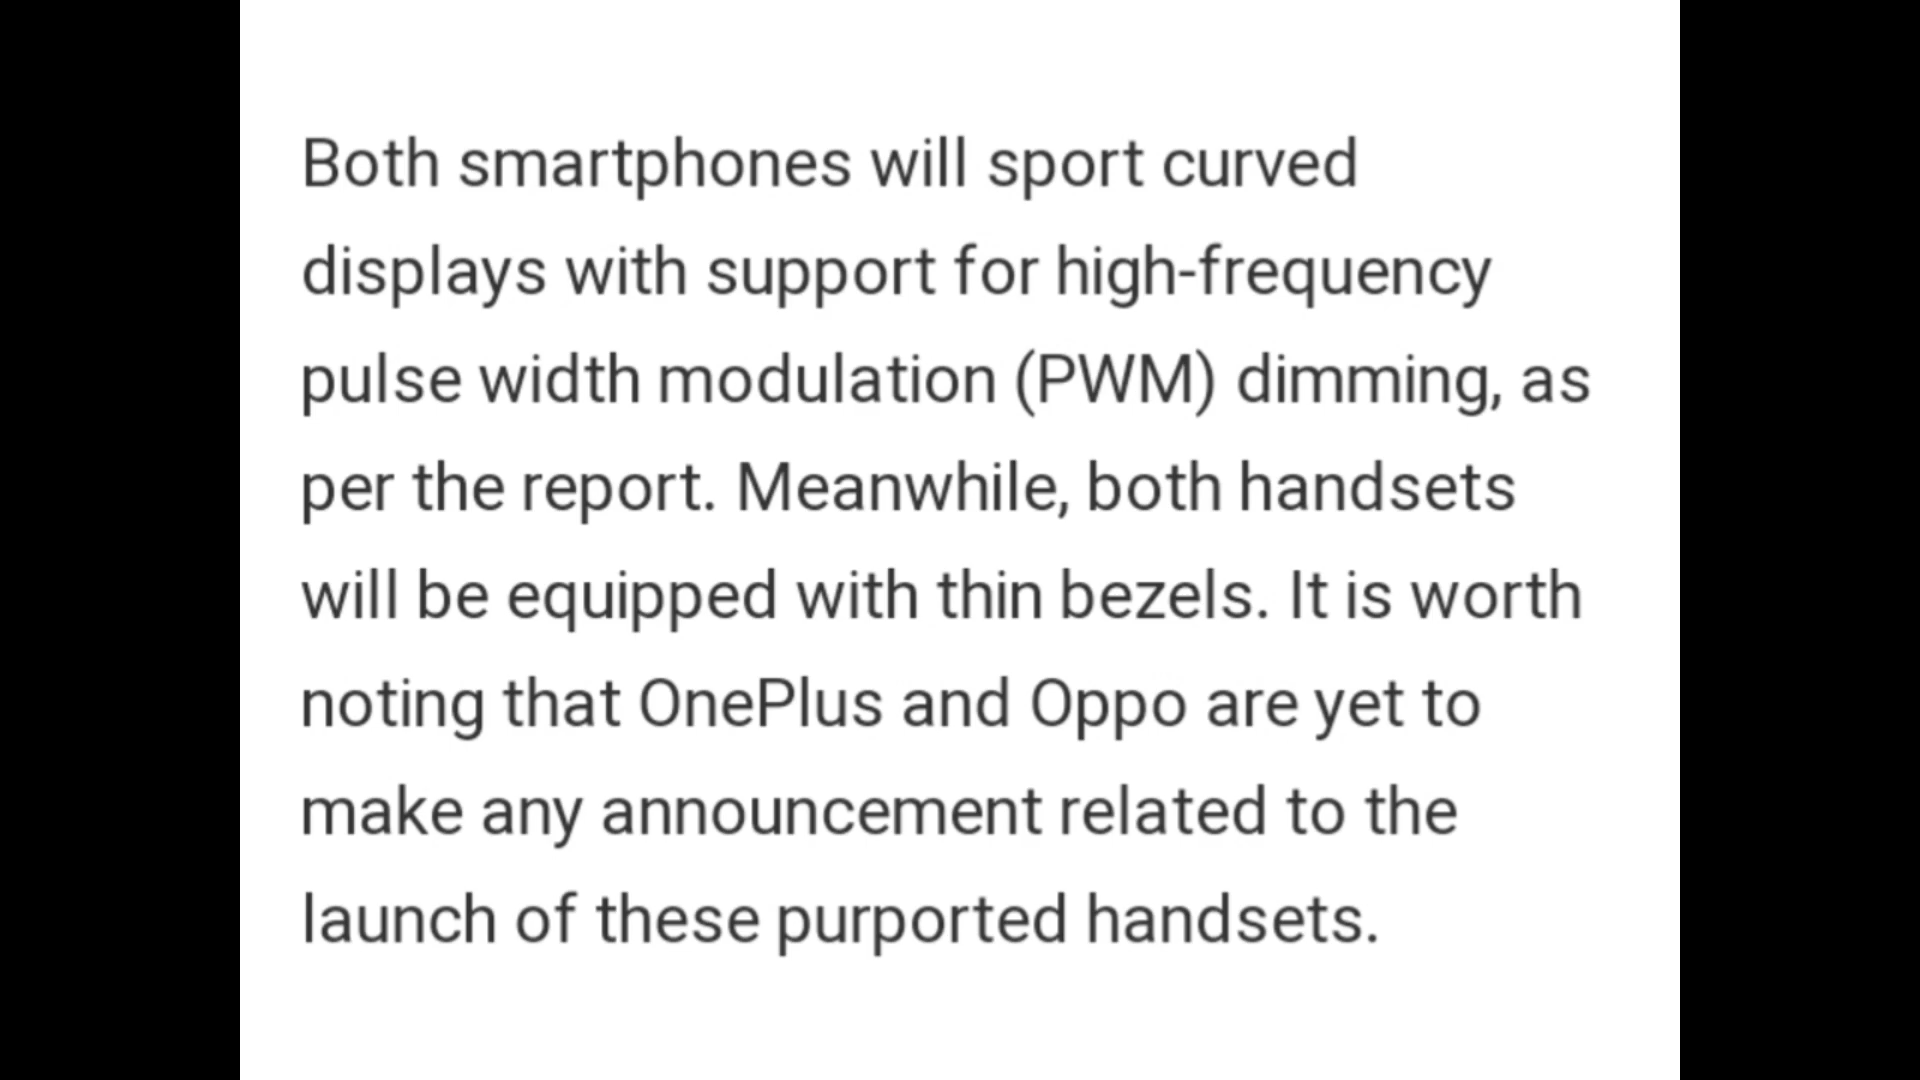 Both smartphones will sport curved
displays with support for high-frequency
pulse width modulation (PWM) dimming, as
per the report. Meanwhile, both handsets
will be equipped with thin bezels. It is worth
noting that OnePlus and Oppo are yet to
make any announcement related to the
launch of these purported handsets.